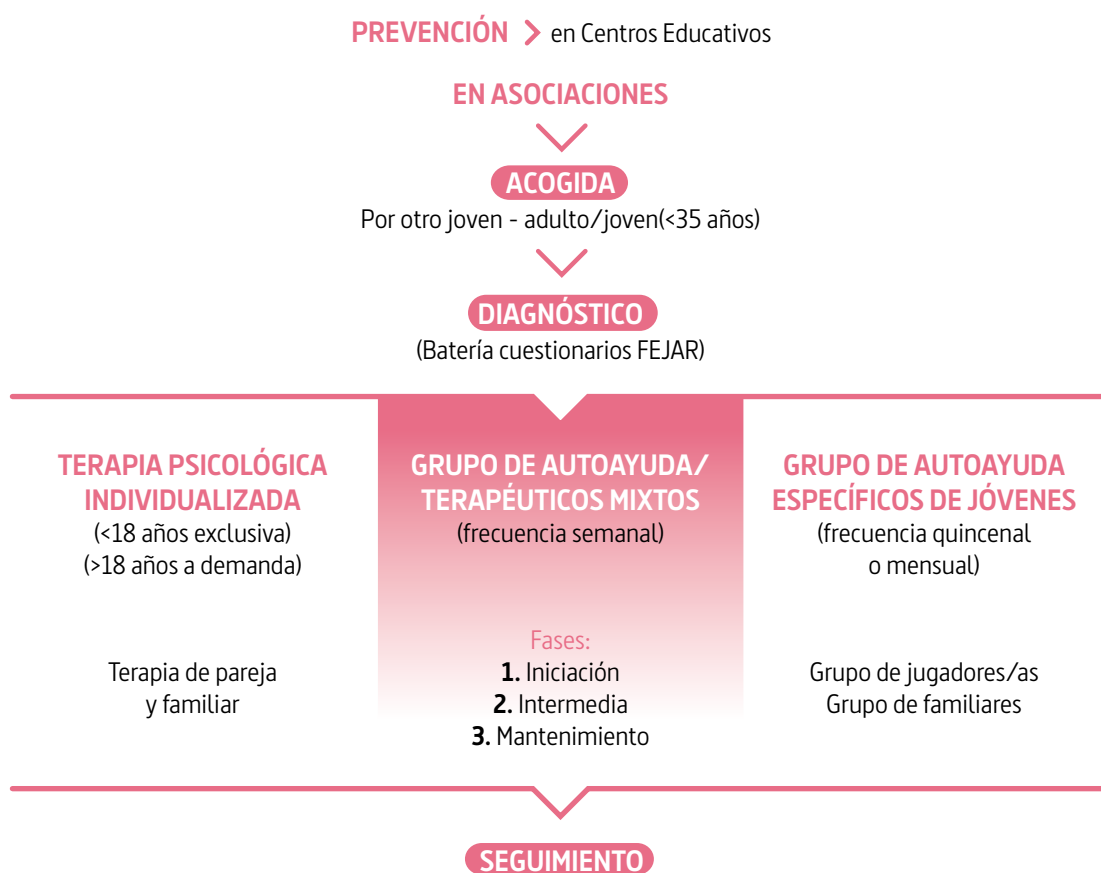 PREVENCIÓN > en Centros Educativos
EN ASOCIACIONES
ACOGIDA
Por otro joven - adulto/joven(<35 años)
DIAGNÓSTICO
(Batería cuestionarios FEJAR)
TERAPIA PSICOLÓGICA
INDIVIDUALIZADA
(<18 años exclusiva)
(>18 años a demanda)
Terapia de pareja
y familiar
GRUPO DE AUTOAYUDA/
TERAPÉUTICOS MIXTOS
(frecuencia semanal)
Fases:
1. Iniciación
2. Intermedia
3. Mantenimiento
GRUPO DE AUTOAYUDA
ESPECÍFICOS DE JÓVENES
(frecuencia quincenal
o mensual)
Grupo de jugadores/as
Grupo de familiares
SEGUIMIENTO